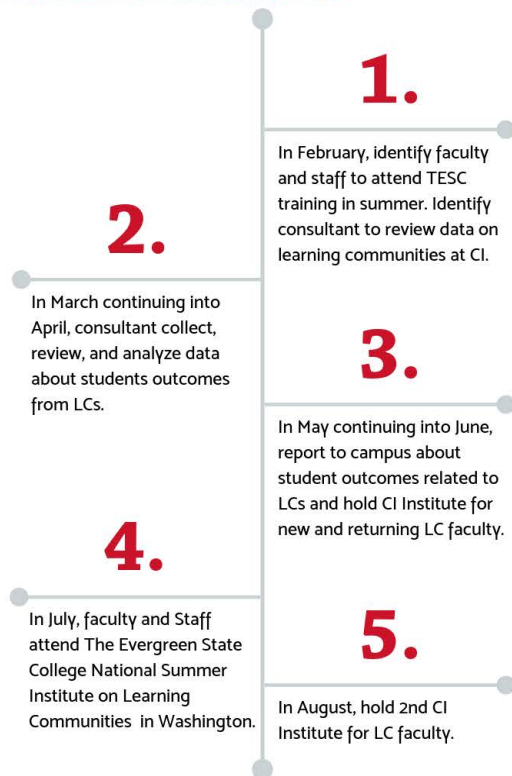 1.
In February, identify faculty
and staff to attend TESC
training in summer. Identify
consultant to review data on
learning communities at CI.
2.
In March continuing into
April, consultant collect,
review, and analyze data
about students outcomes
from LCs.
3.
In May continuing into June,
report to campus about
student outcomes related to
LCs and hold CI Institute for
new and returning LC faculty.
4.
In July, faculty and Staff
attend The Evergreen State
College National Summer
Institute on Learning
Communities in Washington.
5.
In August, hold 2nd CI
Institute for LC faculty.